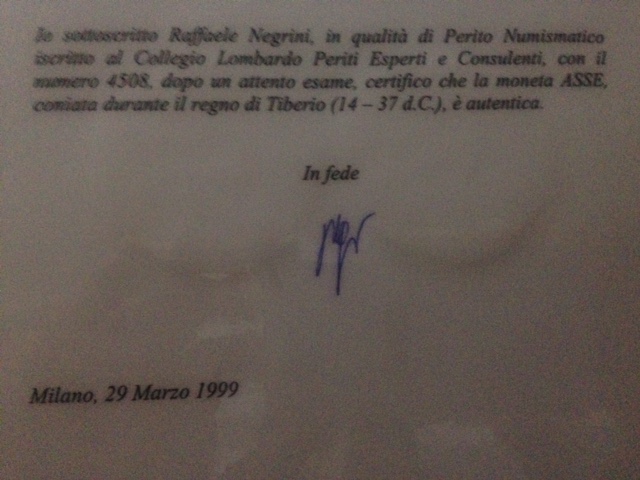 Io sottoscritto Raffaele Negrini, in qualità di Perito Numismatico
iscritto al Collegio Lombardo Periti Esperti e Consulenti, con il
numero 4508, dopo un attento esame, certifico che la moneta ASSE,
coniata durante il regno di Tiberio (14 – 37 d.C.), è autentica.
In fede
Milano, 29 Marzo 1999